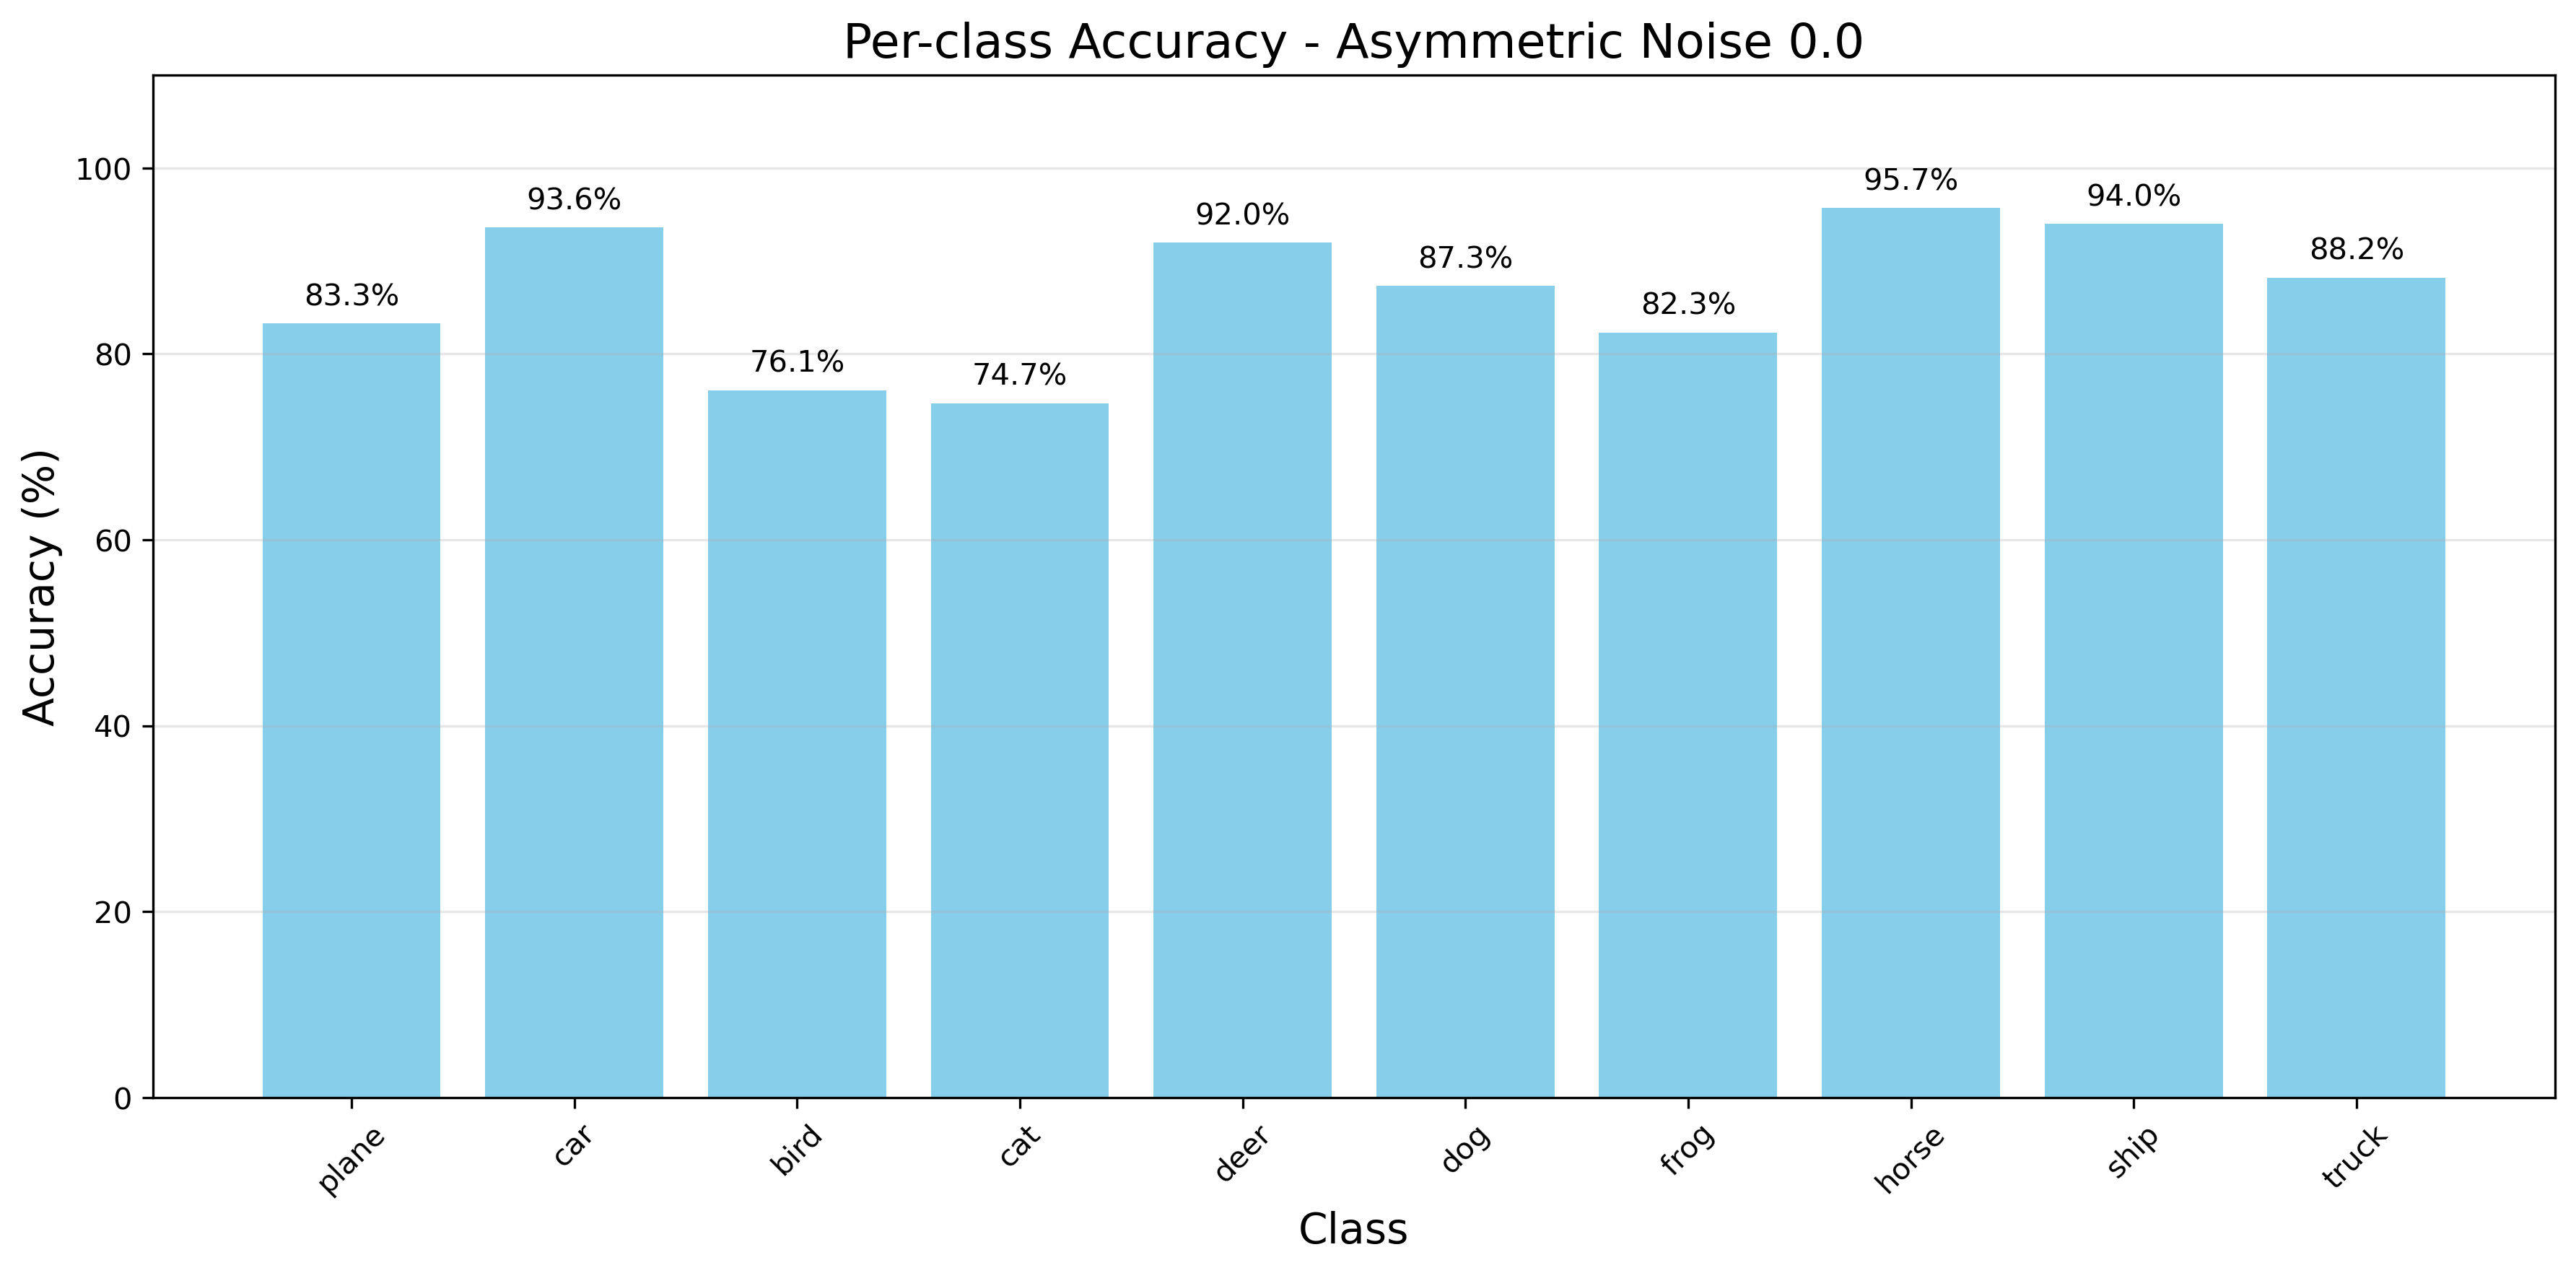 Per-class Accuracy - Asymmetric Noise 0.0
Accuracy (%)
100
80
60
40
20
0
83.3%
93.6%
76.1%
74.7%
92.0%
87.3%
82.3%
95.7%
94.0%
88.2%
plane
car
bird
cat
deer
dog
frog
horse
ship
truck
Class